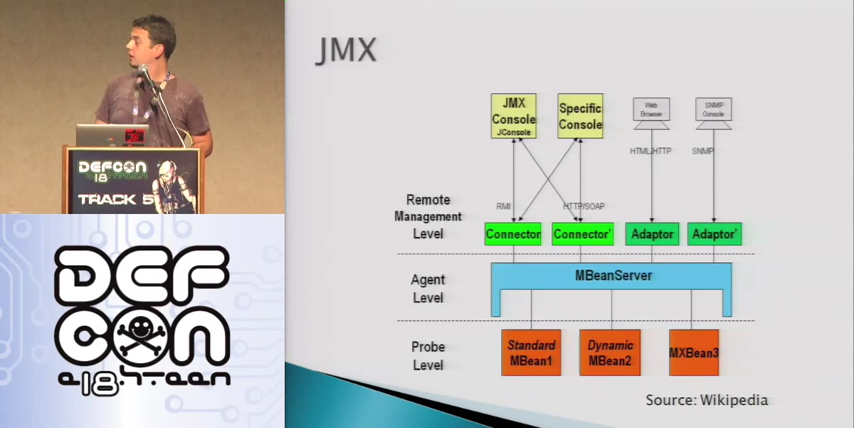 DEFCON
18
TRACK 5
DEF
CON
e18.hteen
JMX
JMX
Console
JConsole
Specific
Console
Web
Browser
SNMP
Console
HTML/HTTP
SNMP
RMI
HTTP/SOAP
Remote
Management
Level
Connector
Connector'
Adaptor
Adaptor'
Agent
Level
MBeanServer
Probe
Level
Standard
MBean1
Dynamic
MBean2
MXBean3
Source: Wikipedia